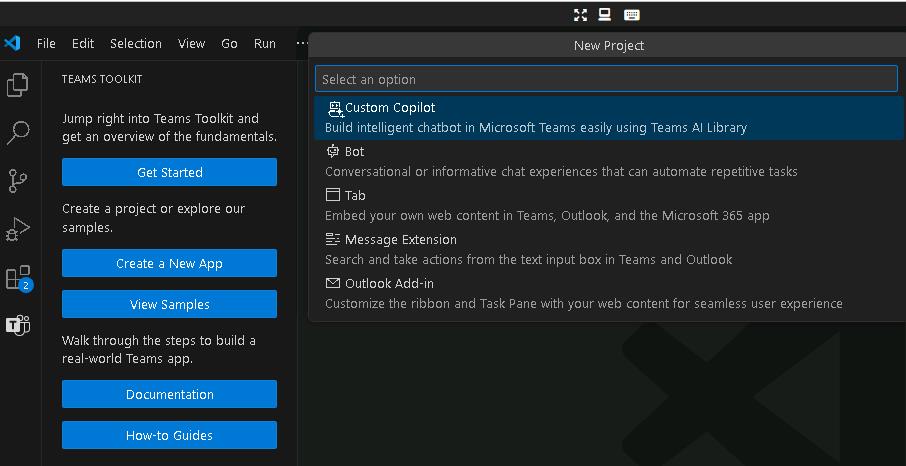 File Edit Selection View Go Run ...
New Project
TEAMS TOOLKIT
Jump right into Teams Toolkit and
get an overview of the fundamentals.
Get Started
Create a project or explore our
samples.
Create a New App
View Samples
Walk through the steps to build a
real-world Teams app.
Documentation
How-to Guides
2
T
Select an option
Custom Copilot
Build intelligent chatbot in Microsoft Teams easily using Teams AI Library
Bot
Conversational or informative chat experiences that can automate repetitive tasks
Tab
Embed your own web content in Teams, Outlook, and the Microsoft 365 app
Message Extension
Search and take actions from the text input box in Teams and Outlook
Outlook Add-in
Customize the ribbon and Task Pane with your web content for seamless user experience